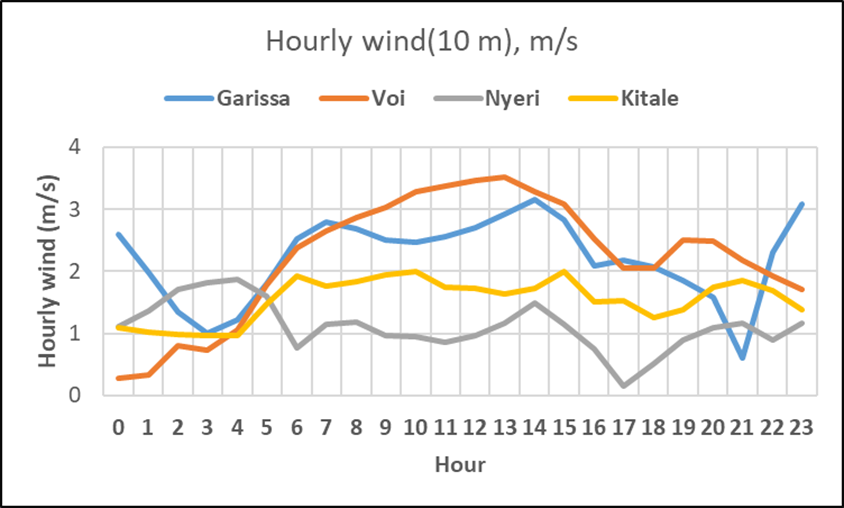 Hourly wind(10 m), m/s
Garissa Voi Nyeri Kitale
Hourly wind (m/s)
4
3
2
1
0
0 1 2 3 4 5 6 7 8 9 10 11 12 13 14 15 16 17 18 19 20 21 22 23
Hour